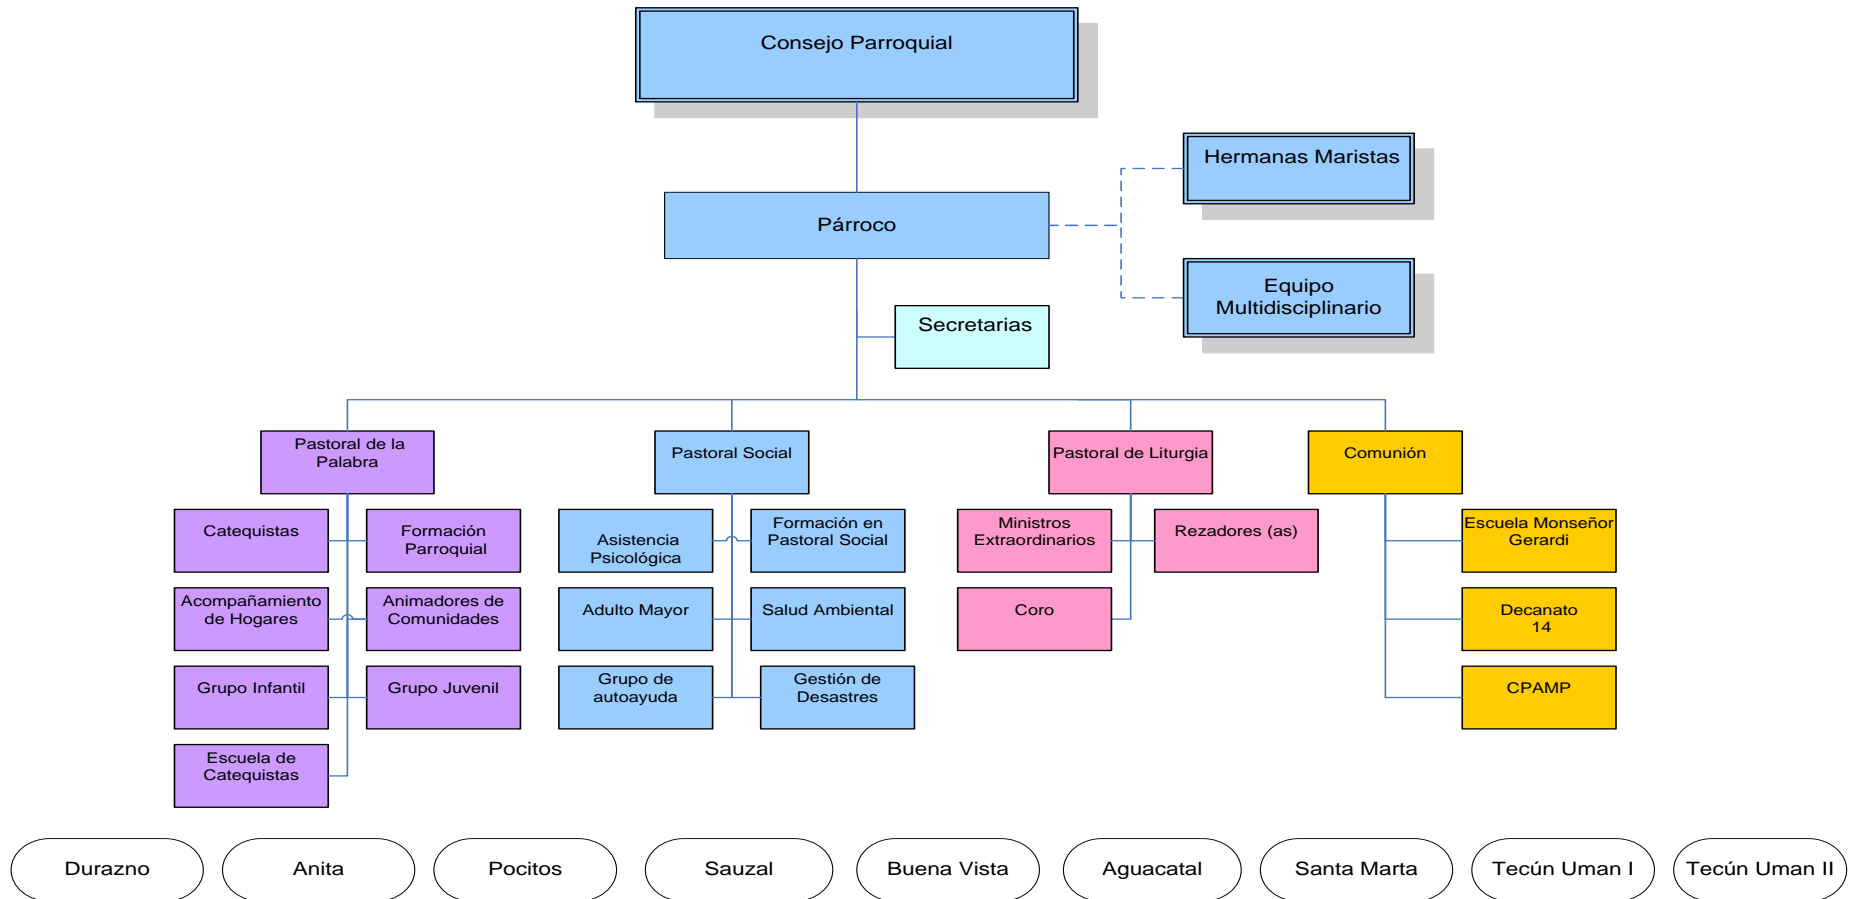 Consejo Parroquial
Hermanas Maristas
Párroco
Equipo
Multidisciplinario
Secretarias
Pastoral de la
Palabra
Pastoral Social
Pastoral de Liturgia
Comunión
Catequistas
Formación
Parroquial
Asistencia
Psicológica
Formación en
Pastoral Social
Ministros
Extraordinarios
Rezadores (as)
Escuela Monseñor
Gerardi
Acompañamiento
de Hogares
Animadores de
Comunidades
Adulto Mayor
Salud Ambiental
Coro
Decanato
14
Grupo Infantil
Grupo Juvenil
Grupo de
autoayuda
Gestión de
Desastres
CPAMP
Escuela de
Catequistas
Durazno
Anita
Pocitos
Sauzal
Buena Vista
Aguacatal
Santa Marta
Tecún Uman I
Tecún Uman II